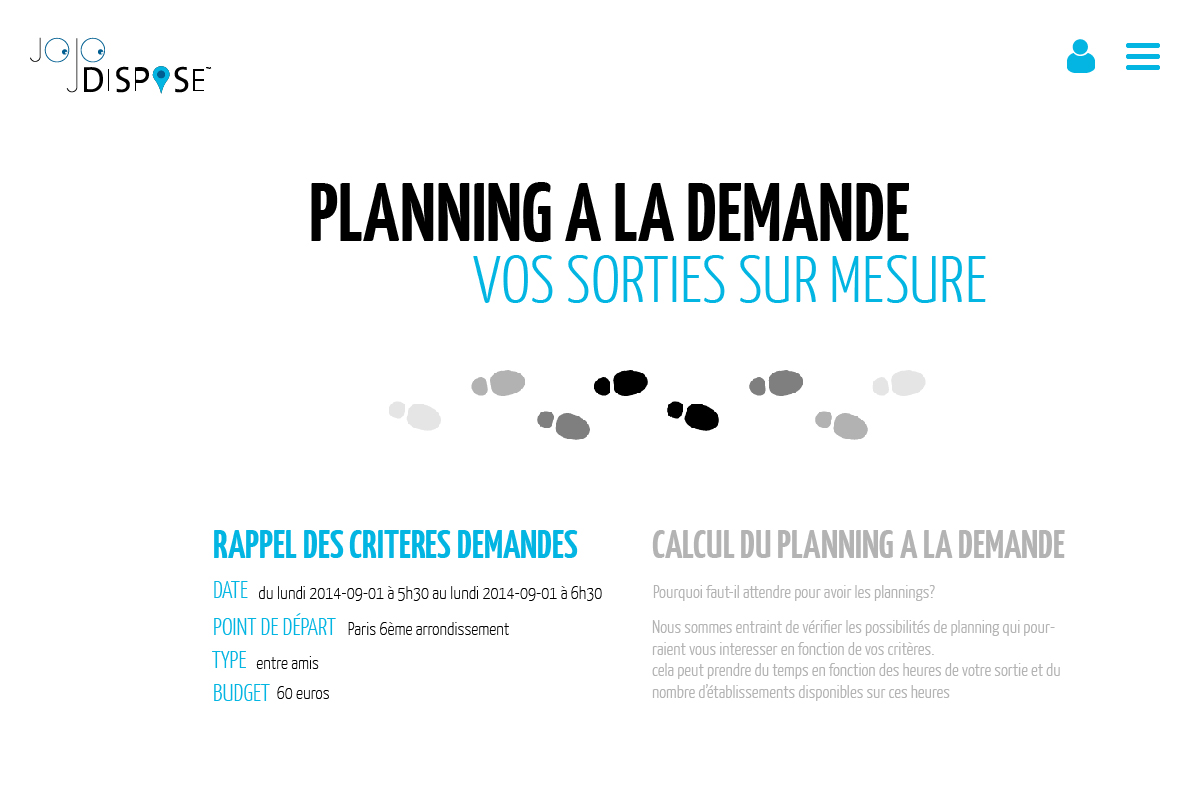 JOJO
DISPOSE™
PLANNING A LA DEMANDE
VOS SORTIES SUR MESURE
RAPPEL DES CRITERES DEMANDES
DATE du lundi 2014-09-01 à 5h30 au lundi 2014-09-01 à 6h30
POINT DE DÉPART Paris 6ème arrondissement
TYPE entre amis
BUDGET 60 euros
CALCUL DU PLANNING A LA DEMANDE
Pourquoi faut-il attendre pour avoir les plannings?
Nous sommes entraint de vérifier les possibilités de planning qui pour-
raient vous interesser en fonction de vos critères.
cela peut prendre du temps en fonction des heures de votre sortie et du
nombre d'établissements disponibles sur ces heures